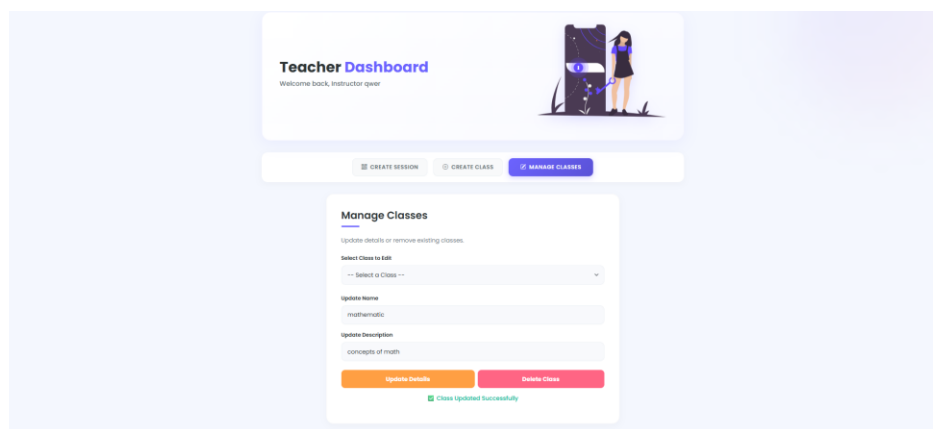 Teacher Dashboard
Welcome back, Instructor qwer
CREATE SESSION
CREATE CLASS
MANAGE CLASSES
Manage Classes
Update details or remove existing classes.
Select Class to Edit
-- Select a Class --
Update Name
mathematic
Update Description
concepts of math
Update Details
Delete Class
Class Updated Successfully